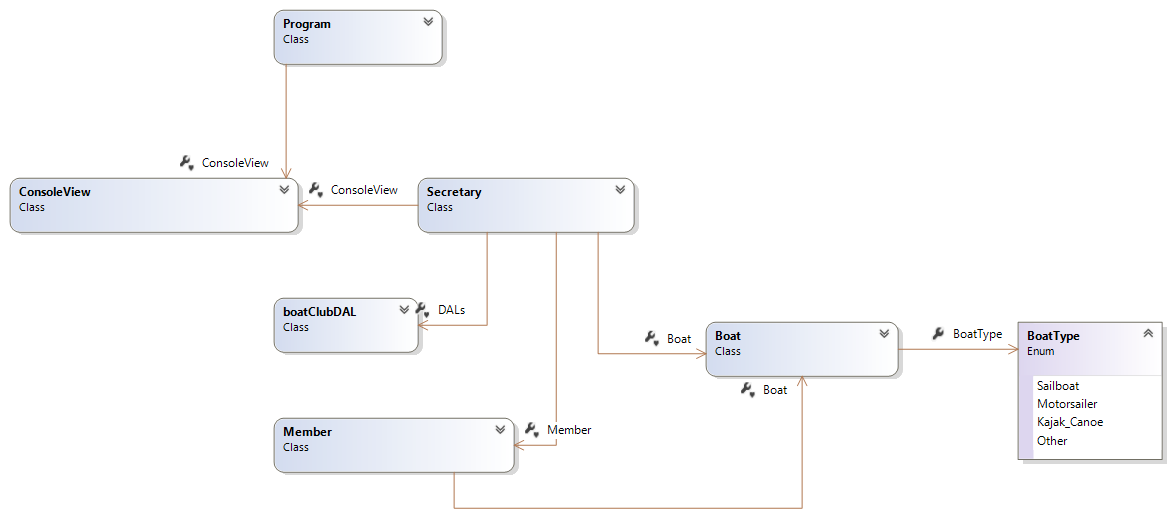 Program
Class
ConsoleView
ConsoleView
Class
ConsoleView
Secretary
Class
boatClubDAL
Class
DALs
Boat
Boat
Class
BoatType
BoatType
Enum
Sailboat
Motorsailer
Kajak_Canoe
Other
Boat
Member
Class
Member